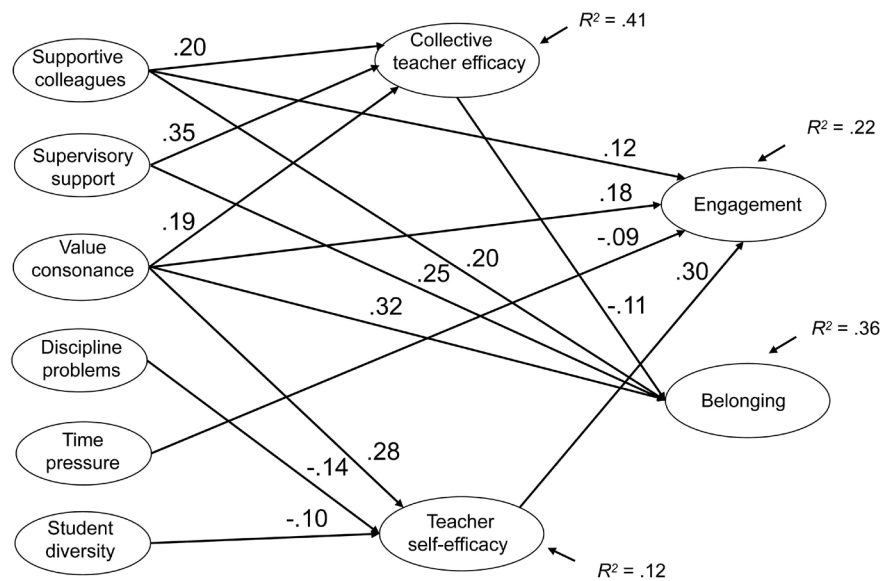 R² = .41
Collective
teacher efficacy
.20
Supportive
colleagues
.35
.12
R² = .22
Supervisory
support
.18
Engagement
.19
-.09
Value
consonance
.25
.20
.30
.32
-.11
R² = .36
Discipline
problems
Belonging
Time
pressure
.28
-.14
-.10
Student
diversity
Teacher
self-efficacy
R² = .12